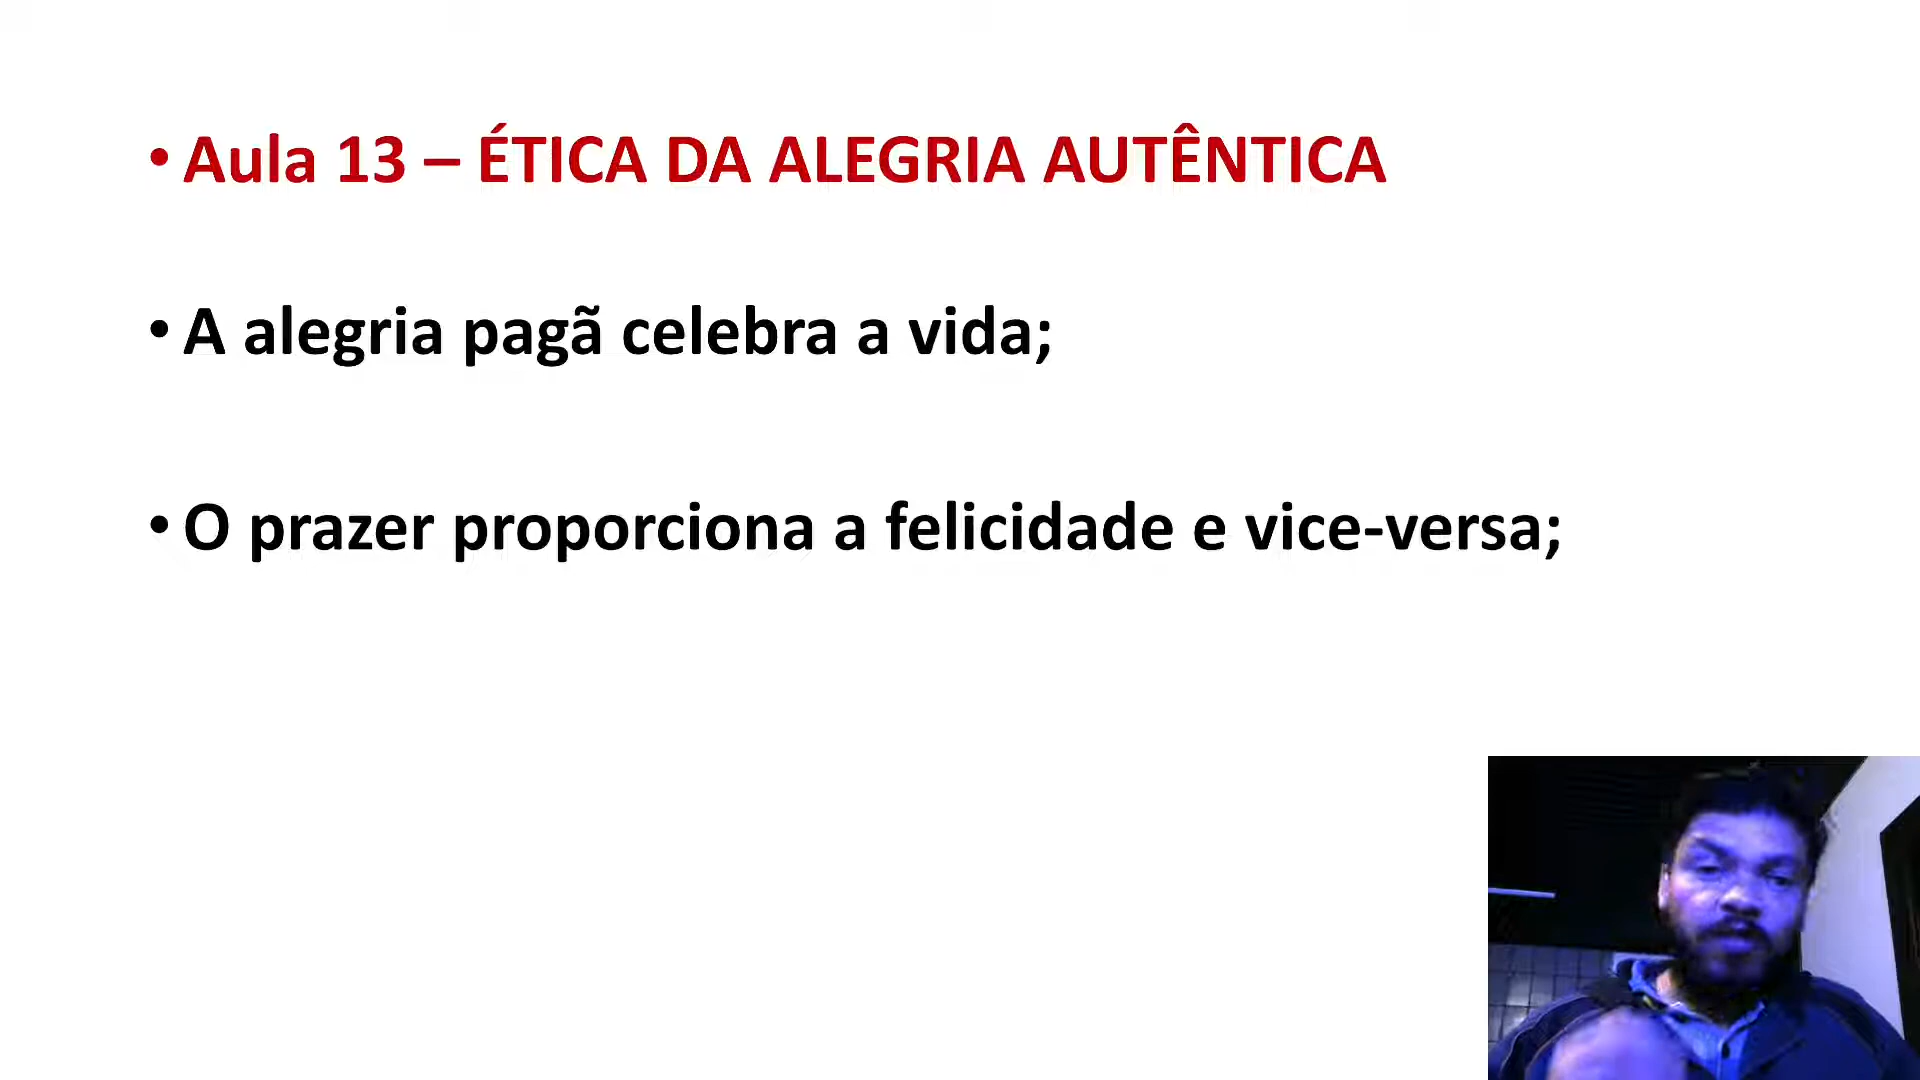 • Aula 13 – ÉTICA DA ALEGRIA AUTÊNTICA
• A alegria pagã celebra a vida;
• O prazer proporciona a felicidade e vice-versa;